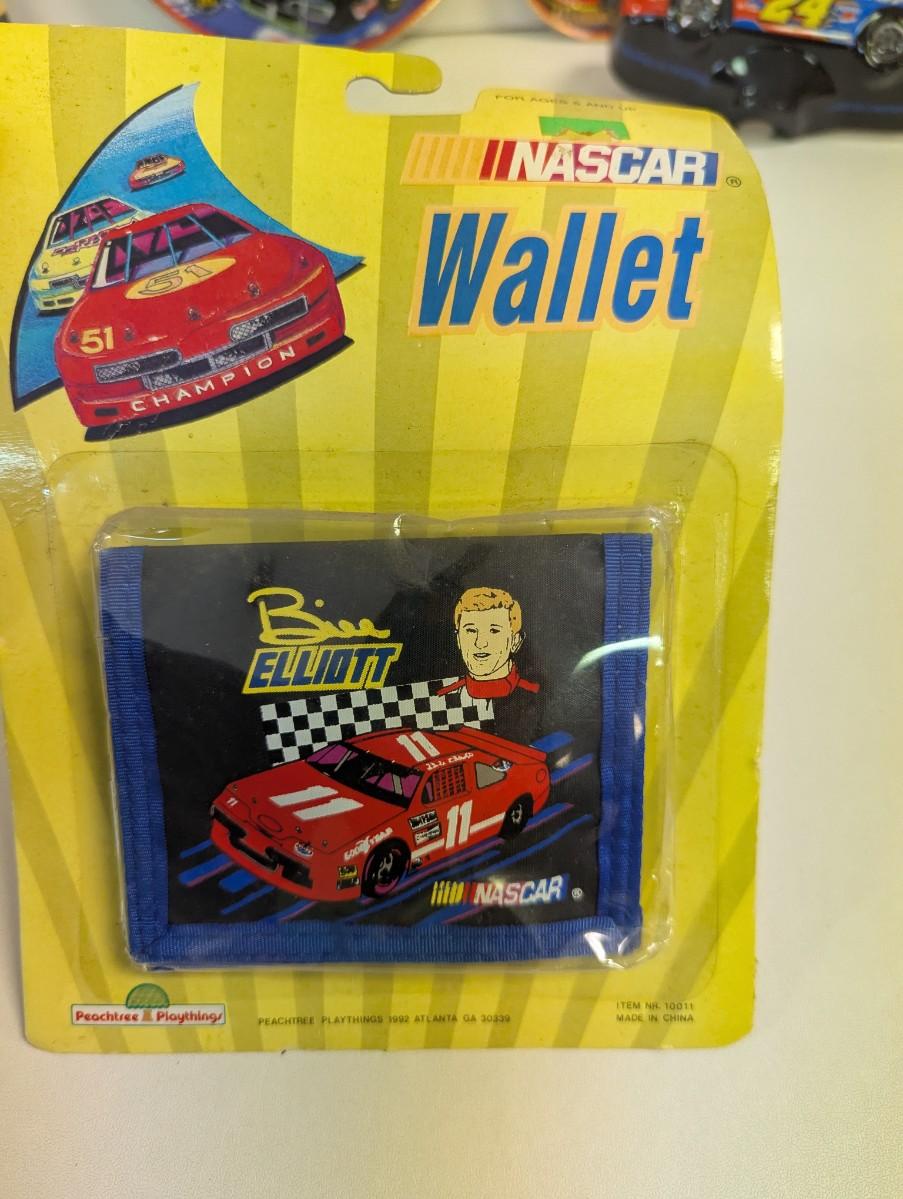 24
FOR AGES 6 AND UP
NASCAR ®
Wallet
51
51
CHAMPION
Bill
ELLIOTT
11
11
11
11
GOODYEAR
NASCAR ®
Peachtree Playthings
PEACHTREE PLAYTHINGS 1992 ATLANTA GA 30339
ITEM NR. 10011
MADE IN CHINA